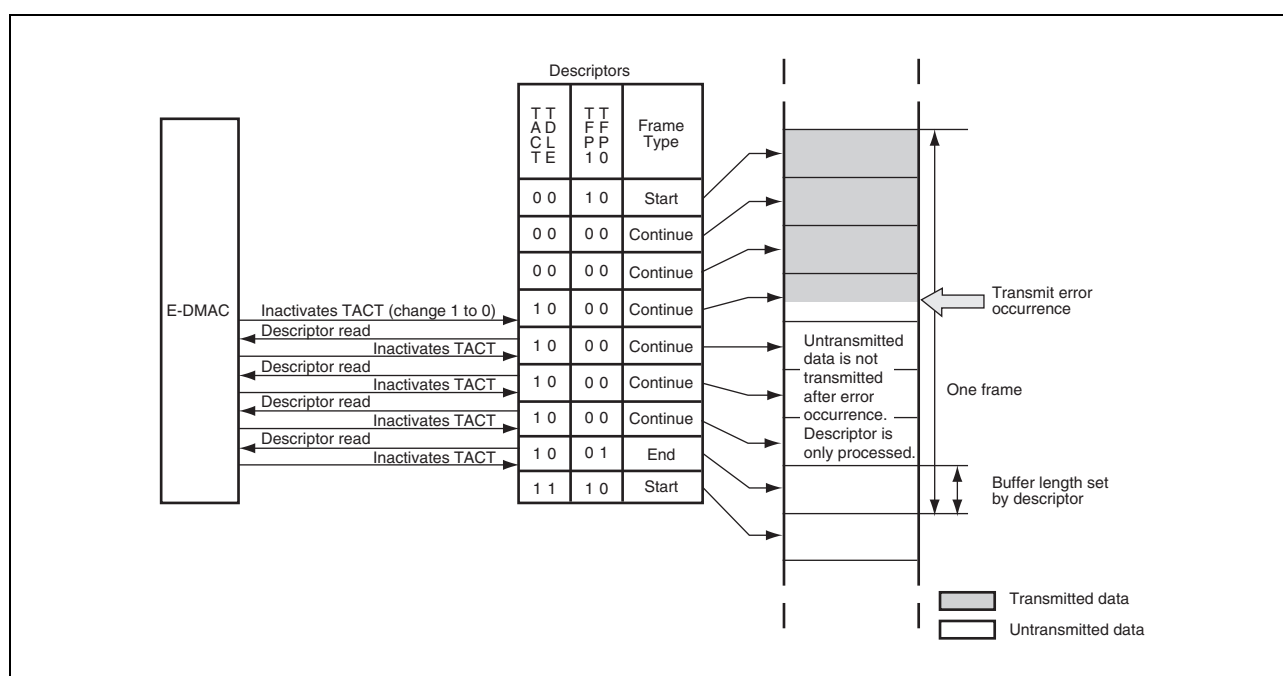 Descriptors
T T
A D
C L
T E
T T
F F
P P
1 0
Frame
Type
0 0 1 0 Start
0 0 0 0 Continue
0 0 0 0 Continue
1 0 0 0 Continue
1 0 0 0 Continue
1 0 0 0 Continue
1 0 0 0 Continue
1 0 0 1 End
1 1 1 0 Start
E-DMAC
Inactivates TACT (change 1 to 0)
Descriptor read
Inactivates TACT
Descriptor read
Inactivates TACT
Descriptor read
Inactivates TACT
Descriptor read
Inactivates TACT
Untransmitted
data is not
transmitted
after error
occurrence.
Descriptor is
only processed.
Transmit error
occurrence
One frame
Buffer length set
by descriptor
Transmitted data
Untransmitted data